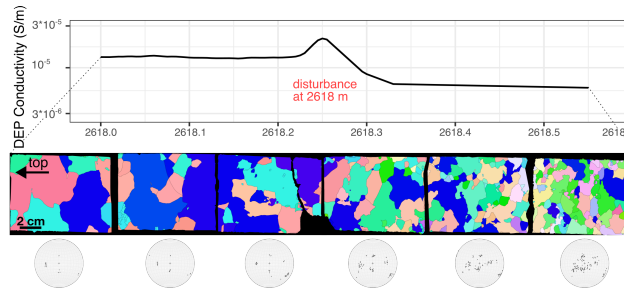 DEP Conductivity (S/m)
3*10⁻⁵
10⁻⁵
3*10⁻⁶
disturbance
at 2618 m
2618.0 2618.1 2618.2 2618.3 2618.4 2618.5 2618
top
2 cm